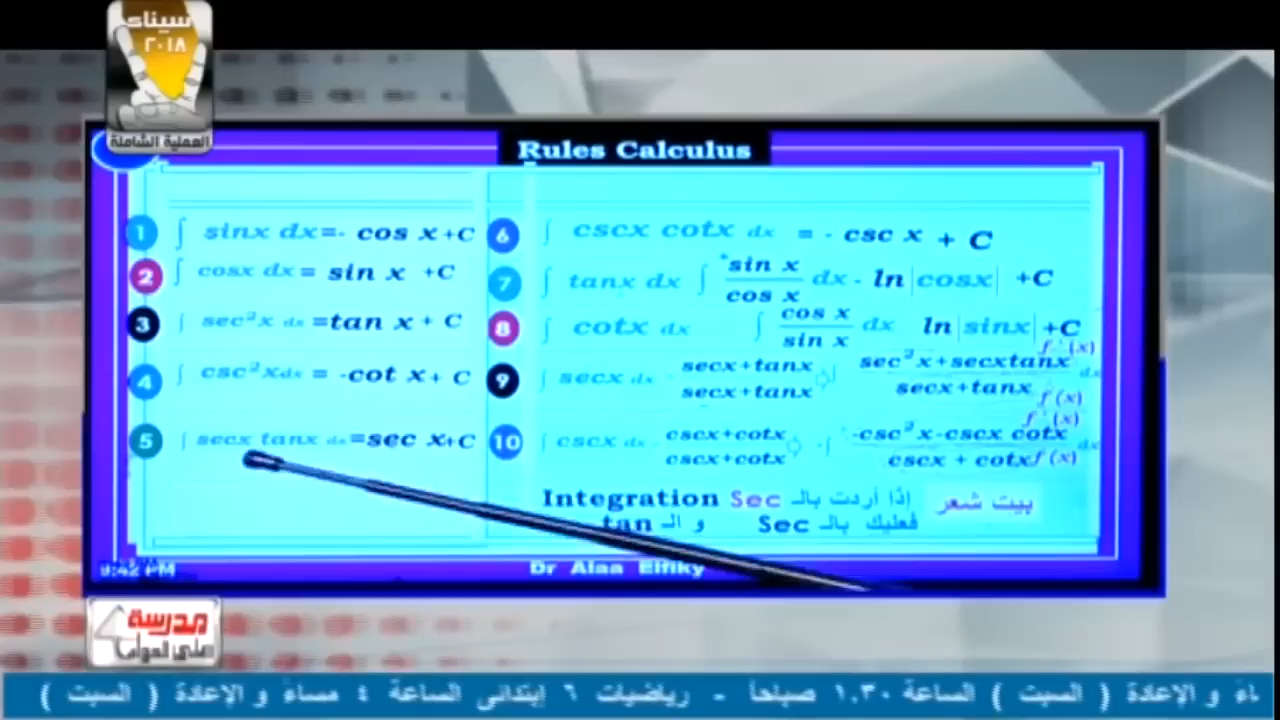 سيناء
٢٠١٨
العملية الشاملة
Rules Calculus
1 ∫ sinx dx=- cos x+C
2 ∫ cosx dx= sin x +C
3 ∫ sec²x dx =tan x + C
4 ∫ csc²xdx = -cot x+ C
5 ∫ secx tanx dx =sec x+C
6 ∫ cscx cotx dx = - csc x + C
7 ∫ tanx dx ∫ sin x / cos x dx - ln |cosx| +C
8 ∫ cotx dx ∫ cos x / sin x dx ln |sinx| +C
9 ∫ secx dx secx+tanx / secx+tanx ∫ sec²x+secxtanx / secx+tanx dx f'(x) f(x)
10 ∫ cscx dx cscx+cotx / cscx+cotx -∫ -csc²x-cscx cotx / cscx + cotx dx f'(x) f(x)
بيت شعر
إذا أردت بالـ Sec Integration
فعليك بالـ Sec و الـ tan
9:42 PM
Dr Alaa Elfiky
مدرسة
على الهواء
اءً و الإعادة ( السبت ) الساعة ١.٣٠ صباحاً - رياضيات ٦ إبتدائى الساعة ٤ مساءً و الإعادة ( السبت )